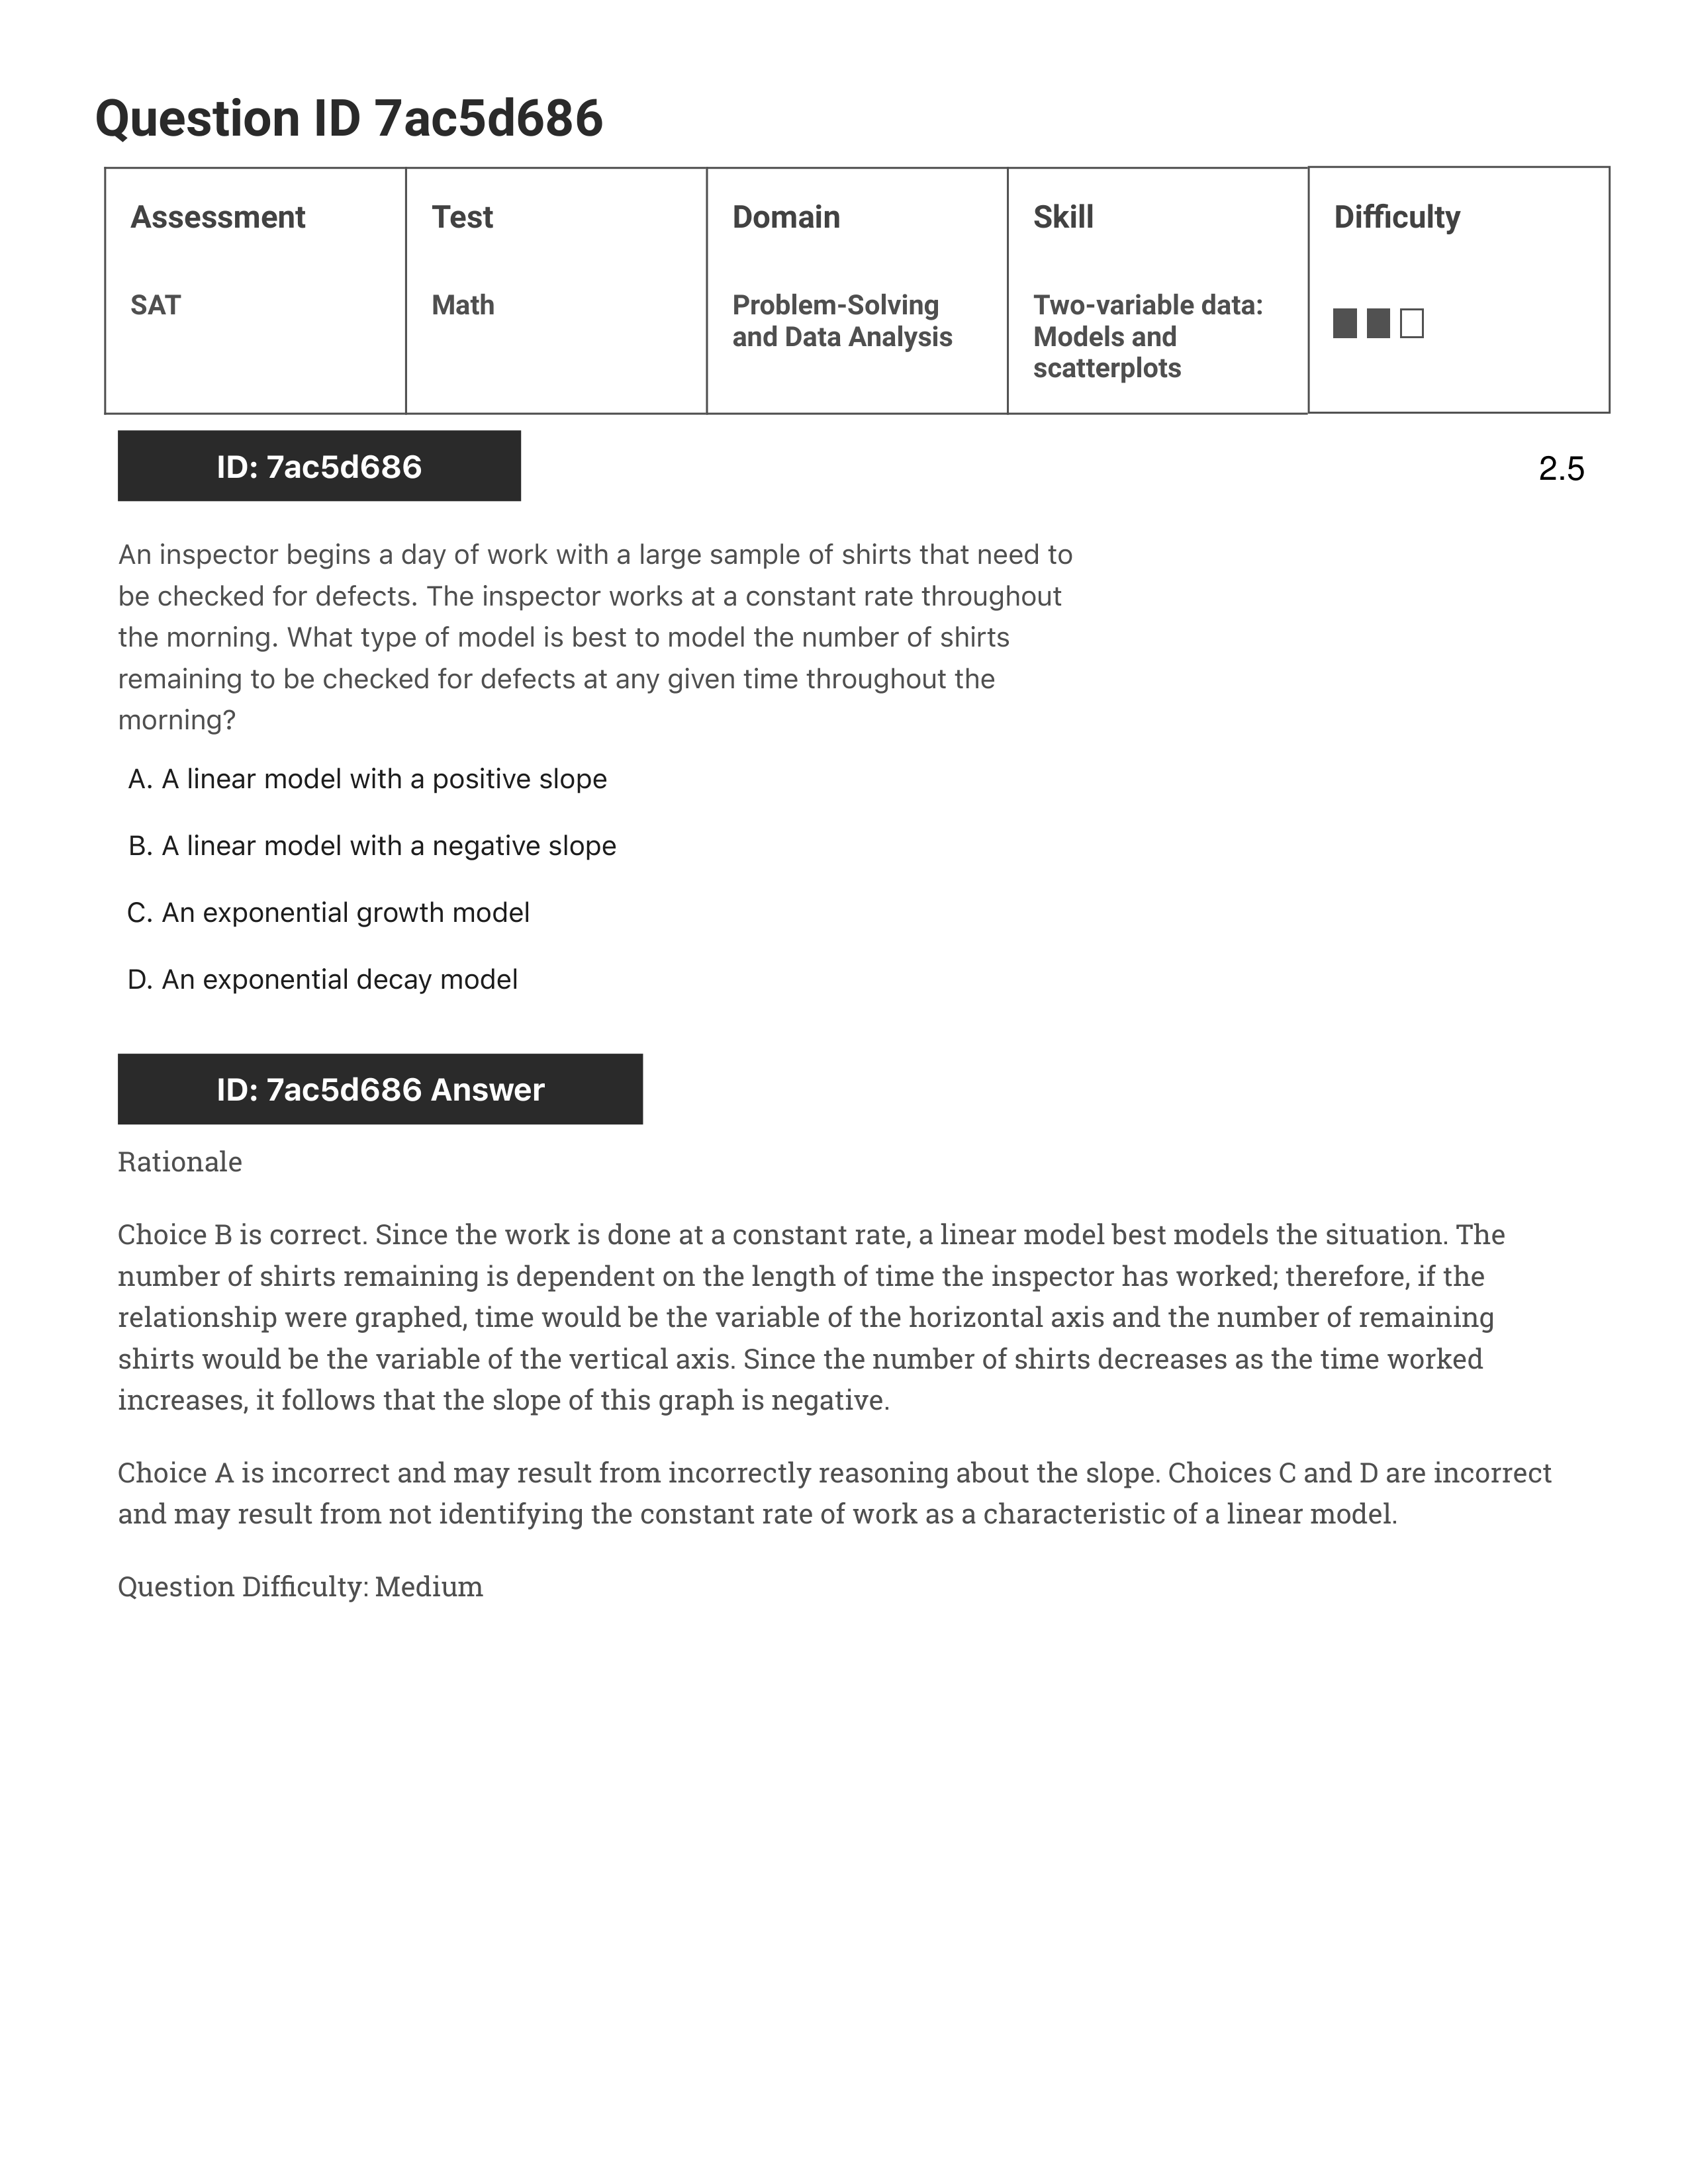 Question ID 7ac5d686
Assessment
Test
Domain
Skill
Difficulty
SAT
Math
Problem-Solving
and Data Analysis
Two-variable data:
Models and
scatterplots
ID: 7ac5d686
2.5
An inspector begins a day of work with a large sample of shirts that need to
be checked for defects. The inspector works at a constant rate throughout
the morning. What type of model is best to model the number of shirts
remaining to be checked for defects at any given time throughout the
morning?
A. A linear model with a positive slope
B. A linear model with a negative slope
C. An exponential growth model
D. An exponential decay model
ID: 7ac5d686 Answer
Rationale
Choice B is correct. Since the work is done at a constant rate, a linear model best models the situation. The
number of shirts remaining is dependent on the length of time the inspector has worked; therefore, if the
relationship were graphed, time would be the variable of the horizontal axis and the number of remaining
shirts would be the variable of the vertical axis. Since the number of shirts decreases as the time worked
increases, it follows that the slope of this graph is negative.
Choice A is incorrect and may result from incorrectly reasoning about the slope. Choices C and D are incorrect
and may result from not identifying the constant rate of work as a characteristic of a linear model.
Question Difficulty: Medium